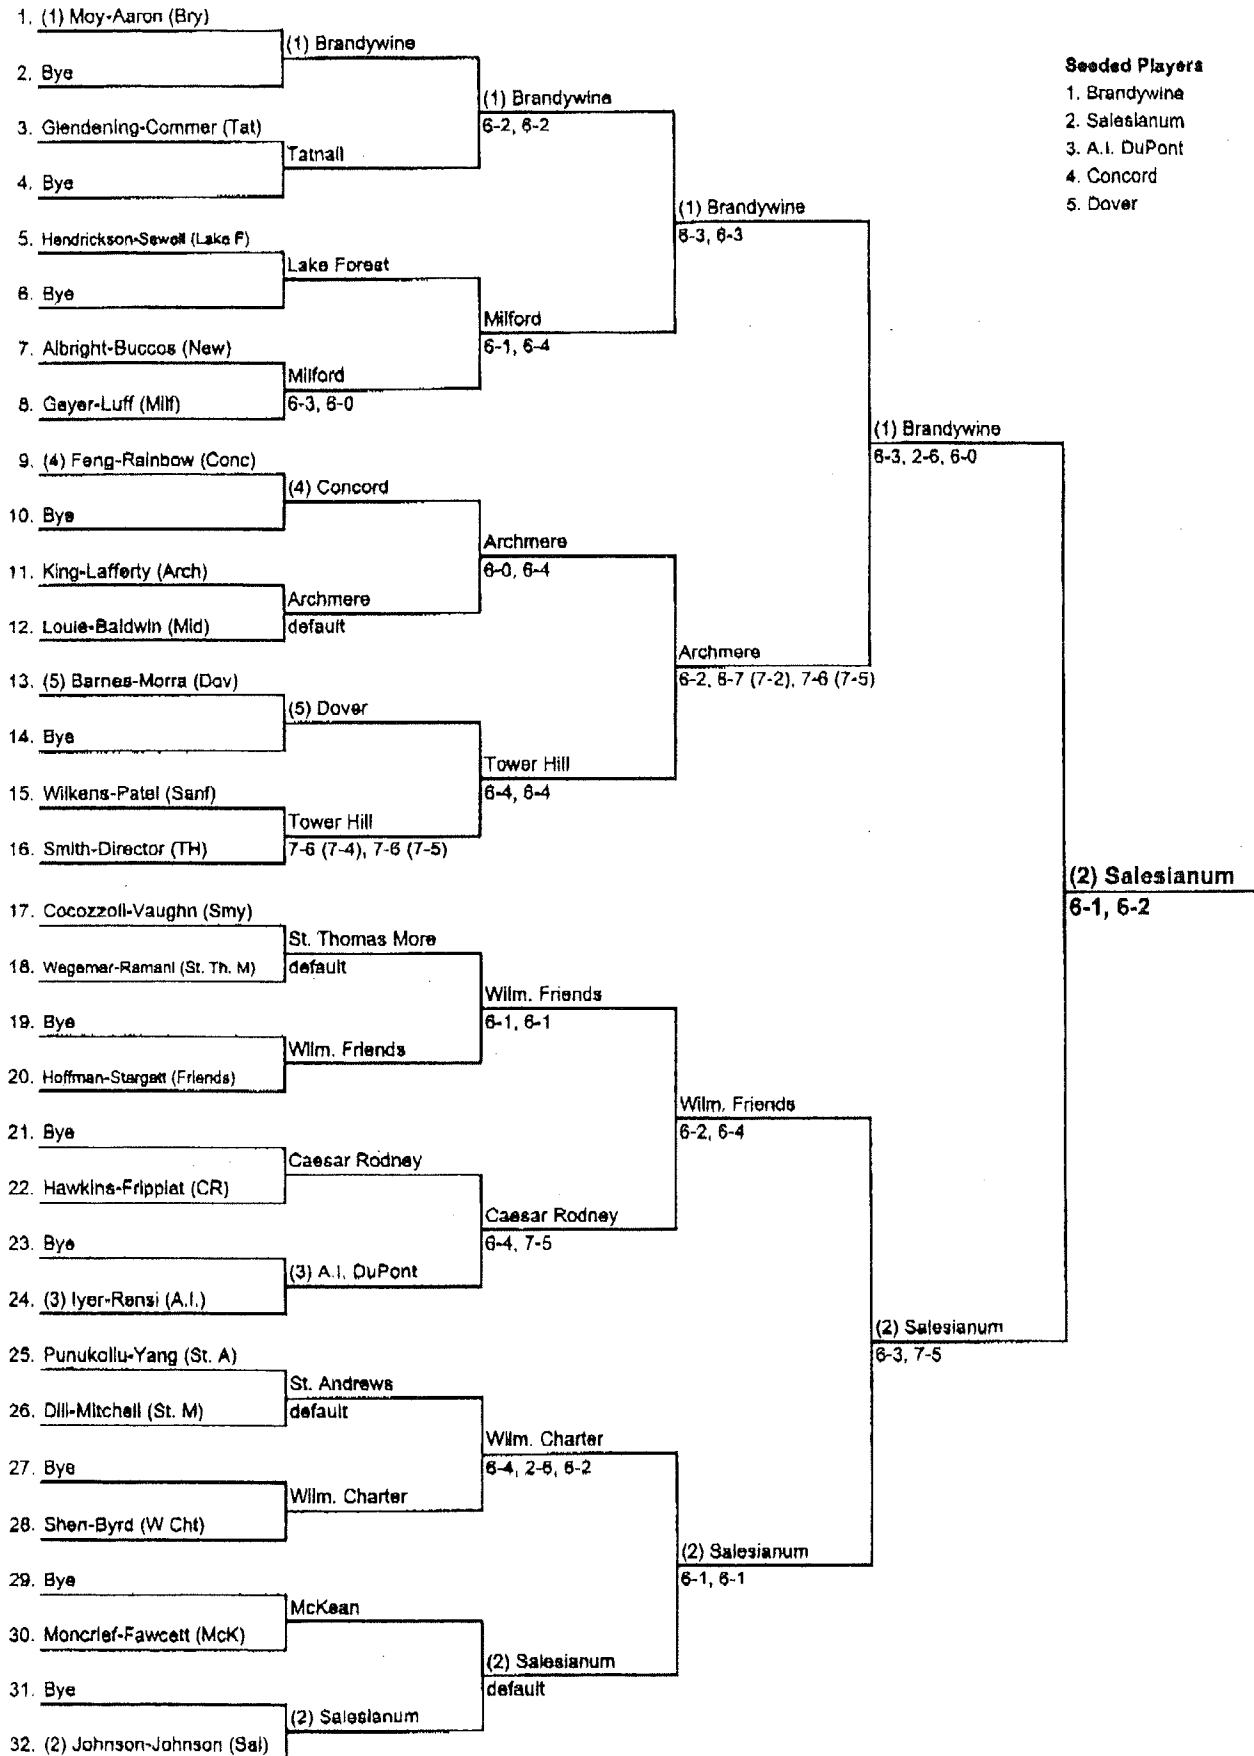 1. (1) Moy-Aaron (Bry)
(1) Brandywine
2. Bye
(1) Brandywine
6-2, 6-2
3. Glendening-Commer (Tat)
Tatnall
4. Bye
(1) Brandywine
6-3, 6-3
5. Hendrickson-Sewell (Lake F)
Lake Forest
6. Bye
Milford
6-1, 6-4
7. Albright-Buccos (New)
Milford
6-3, 6-0
8. Geyer-Luff (Milf)
(1) Brandywine
6-3, 2-6, 6-0
9. (4) Feng-Rainbow (Conc)
(4) Concord
10. Bye
Archmere
6-0, 6-4
11. King-Lafferty (Arch)
Archmere
default
12. Louie-Baldwin (Mid)
Archmere
6-2, 6-7 (7-2), 7-6 (7-5)
13. (5) Barnes-Morra (Dov)
(5) Dover
14. Bye
Tower Hill
6-4, 6-4
15. Wilkens-Patel (Sanf)
Tower Hill
7-6 (7-4), 7-6 (7-5)
16. Smith-Director (TH)
(2) Salesianum
6-1, 6-2
17. Cocozzoli-Vaughn (Smy)
St. Thomas More
default
18. Wegemer-Ramani (St. Th. M)
Wilm. Friends
6-1, 6-1
19. Bye
Wilm. Friends
20. Hoffman-Stargatt (Friends)
Wilm. Friends
6-2, 6-4
21. Bye
Caesar Rodney
22. Hawkins-Frippiat (CR)
Caesar Rodney
6-4, 7-5
23. Bye
(3) A.I. DuPont
24. (3) Iyer-Rensi (A.I.)
(2) Salesianum
6-3, 7-5
25. Punukollu-Yang (St. A)
St. Andrews
default
26. Dill-Mitchell (St. M)
Wilm. Charter
6-4, 2-6, 6-2
27. Bye
Wilm. Charter
28. Shen-Byrd (W Cht)
(2) Salesianum
6-1, 6-1
29. Bye
McKean
30. Moncrief-Fawcett (McK)
(2) Salesianum
default
31. Bye
(2) Salesianum
32. (2) Johnson-Johnson (Sal)
Seeded Players
1. Brandywine
2. Salesianum
3. A.I. DuPont
4. Concord
5. Dover